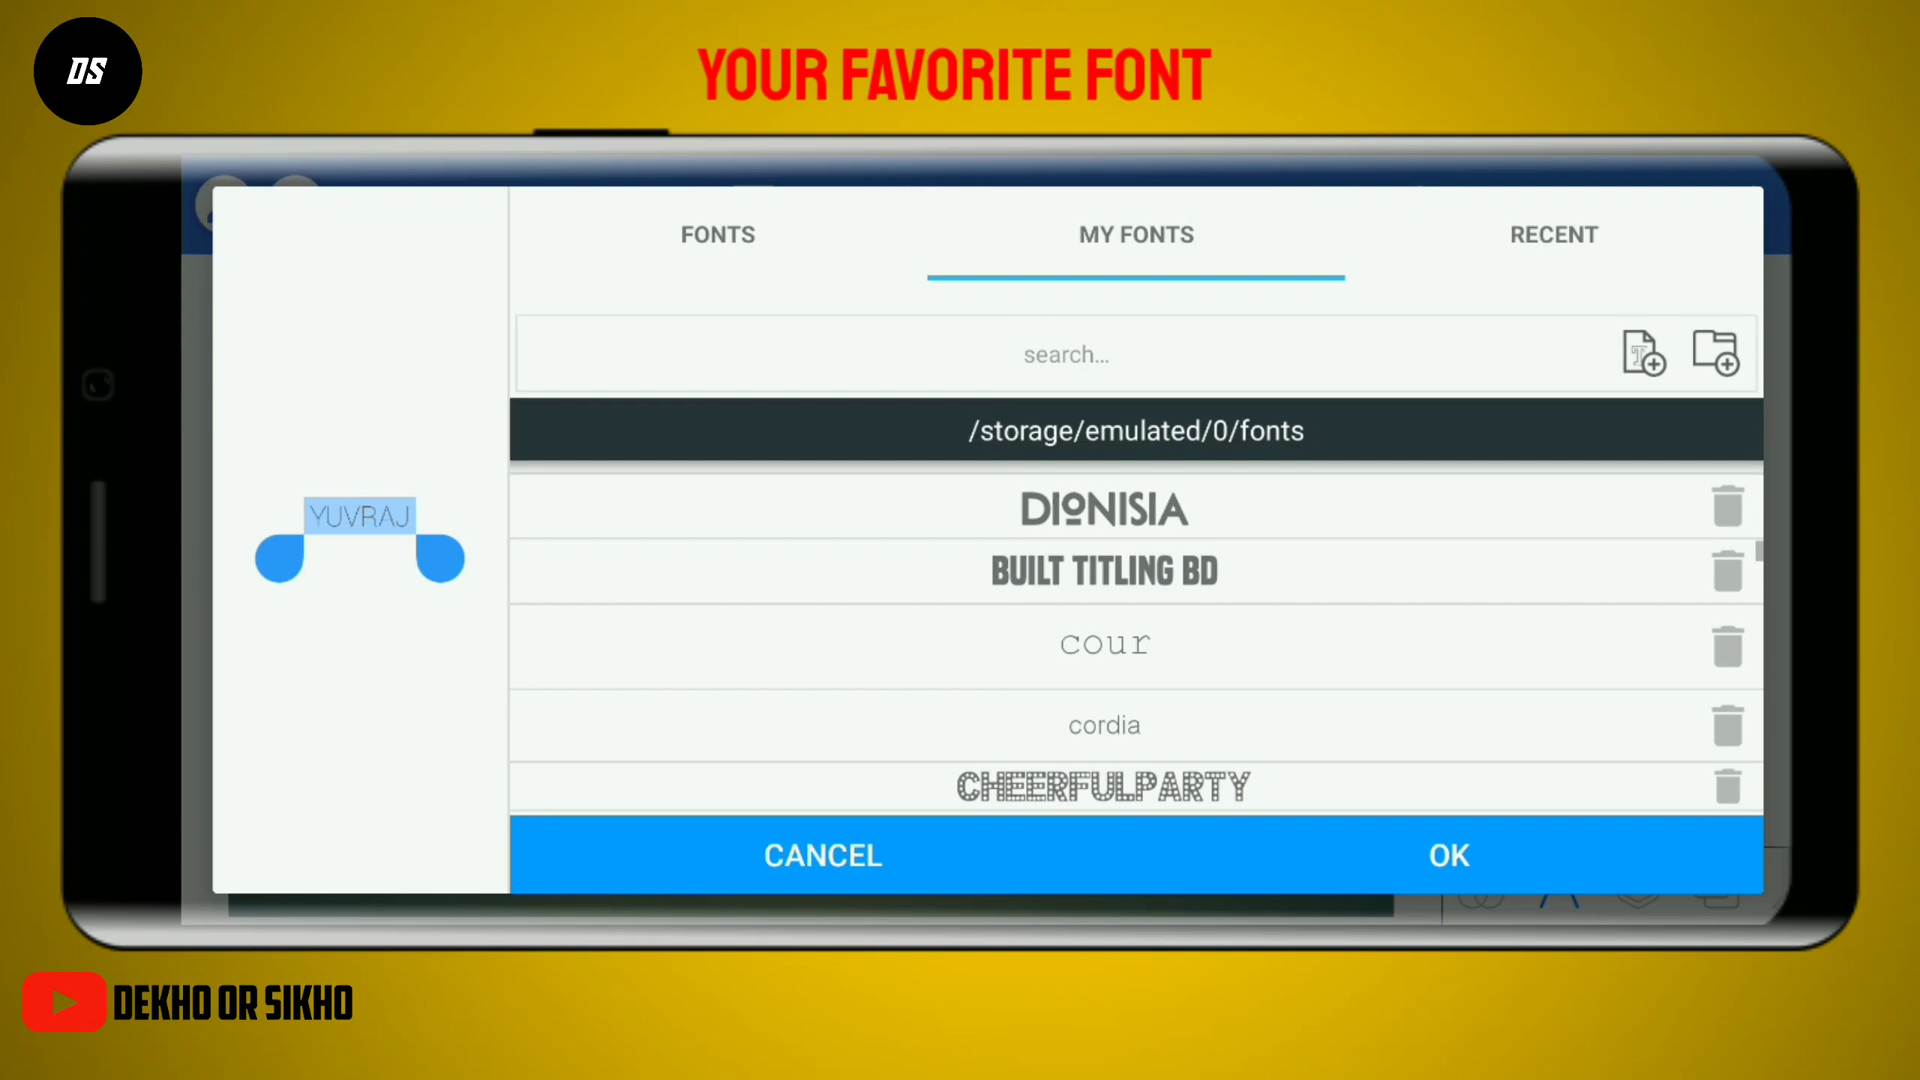 DS
YOUR FAVORITE FONT
FONTS
MY FONTS
RECENT
search...
/storage/emulated/0/fonts
YUVRAJ
DIONISIA
BUILT TITLING BD
cour
cordia
CHEERFULPARTY
CANCEL
OK
DEKHO OR SIKHO